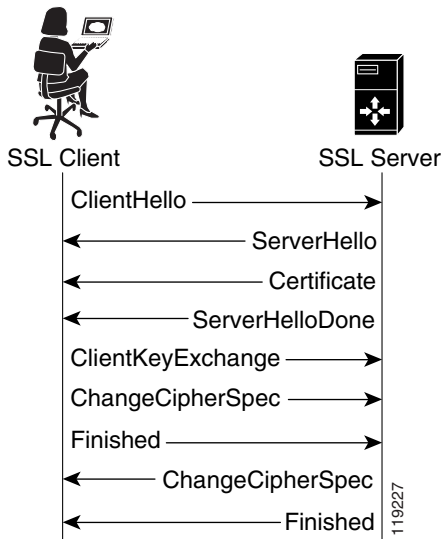 SSL Client
SSL Server
ClientHello
ServerHello
Certificate
ServerHelloDone
ClientKeyExchange
ChangeCipherSpec
Finished
ChangeCipherSpec
Finished
119227